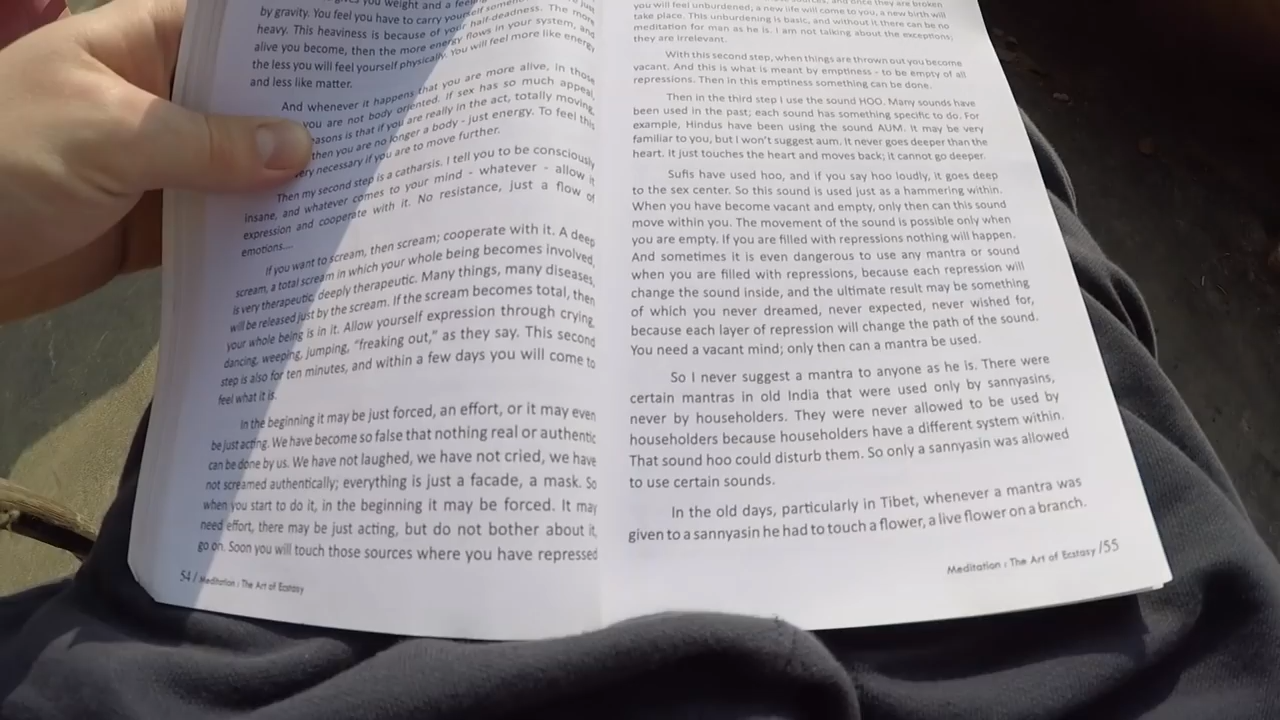 you weight and a
by gravity. You feel you have to carry yourself
heavy. This heaviness is because of your half-deadness. The more
alive you become, then the more energy flows in your system, and
the less you will feel yourself physically. You will feel more like energy
and less like matter.
And whenever it happens that you are more alive, in those
you are not body oriented. If sex has so much appeal,
easons is that if you are really in the act, totally moving,
then you are no longer a body - just energy. To feel this
very necessary if you are to move further.
Then my second step is a catharsis. I tell you to be consciously
insane, and whatever comes to your mind - whatever - allow it
expression and cooperate with it. No resistance, just a flow of
emotions....
If you want to scream, then scream; cooperate with it. A deep
scream, a total scream in which your whole being becomes involved,
is very therapeutic, deeply therapeutic. Many things, many diseases,
will be released just by the scream. If the scream becomes total, then
your whole being is in it. Allow yourself expression through crying,
dancing, weeping, jumping, “freaking out,” as they say. This second
step is also for ten minutes, and within a few days you will come to
feel what it is.
In the beginning it may be just forced, an effort, or it may even
be just acting. We have become so false that nothing real or authentic
can be done by us. We have not laughed, we have not cried, we have
not screamed authentically; everything is just a facade, a mask. So
when you start to do it, in the beginning it may be forced. It may
need effort, there may be just acting, but do not bother about it,
go on. Soon you will touch those sources where you have repressed
54 / Meditation : The Art of Ecstasy
and once they are broken
you will feel unburdened, a new life will come to you, a new birth will
take place. This unburdening is basic, and without it there can be no
meditation for man as he is. I am not talking about the exceptions;
they are irrelevant.
With this second step, when things are thrown out you become
vacant. And this is what is meant by emptiness - to be empty of all
repressions. Then in this emptiness something can be done.
Then in the third step I use the sound HOO. Many sounds have
been used in the past; each sound has something specific to do. For
example, Hindus have been using the sound AUM. It may be very
familiar to you, but I won’t suggest aum. It never goes deeper than the
heart. It just touches the heart and moves back; it cannot go deeper.
Sufis have used hoo, and if you say hoo loudly, it goes deep
to the sex center. So this sound is used just as a hammering within.
When you have become vacant and empty, only then can this sound
move within you. The movement of the sound is possible only when
you are empty. If you are filled with repressions nothing will happen.
And sometimes it is even dangerous to use any mantra or sound
when you are filled with repressions, because each repression will
change the sound inside, and the ultimate result may be something
of which you never dreamed, never expected, never wished for,
because each layer of repression will change the path of the sound.
You need a vacant mind; only then can a mantra be used.
So I never suggest a mantra to anyone as he is. There were
certain mantras in old India that were used only by sannyasins,
never by householders. They were never allowed to be used by
householders because householders have a different system within.
That sound hoo could disturb them. So only a sannyasin was allowed
to use certain sounds.
In the old days, particularly in Tibet, whenever a mantra was
given to a sannyasin he had to touch a flower, a live flower on a branch.
Meditation : The Art of Ecstasy /55